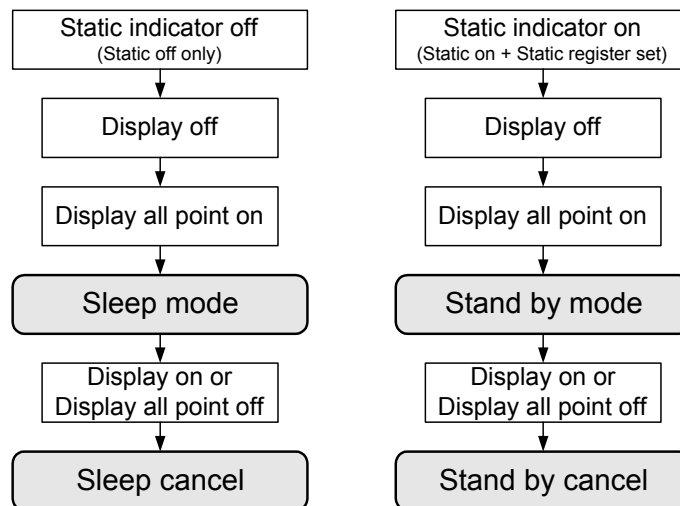 Static indicator off
(Static off only)
Display off
Display all point on
Sleep mode
Display on or
Display all point off
Sleep cancel
Static indicator on
(Static on + Static register set)
Display off
Display all point on
Stand by mode
Display on or
Display all point off
Stand by cancel